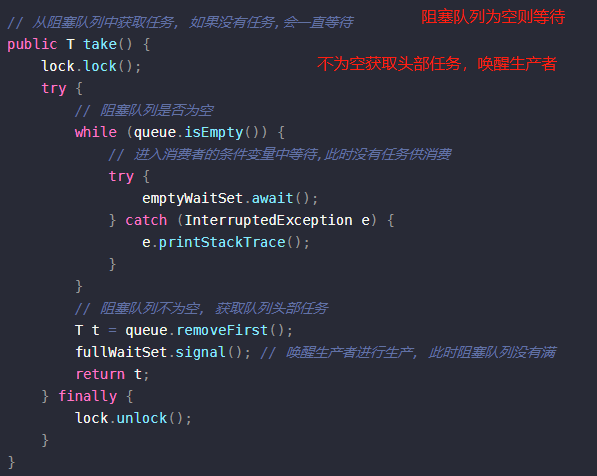 // 从阻塞队列中获取任务, 如果没有任务,会一直等待
阻塞队列为空则等待
public T take() {
不为空获取头部任务，唤醒生产者
    lock.lock();
    try {
        // 阻塞队列是否为空
        while (queue.isEmpty()) {
            // 进入消费者的条件变量中等待,此时没有任务供消费
            try {
                emptyWaitSet.await();
            } catch (InterruptedException e) {
                e.printStackTrace();
            }
        }
        // 阻塞队列不为空, 获取队列头部任务
        T t = queue.removeFirst();
        fullWaitSet.signal(); // 唤醒生产者进行生产, 此时阻塞队列没有满
        return t;
    } finally {
        lock.unlock();
    }
}